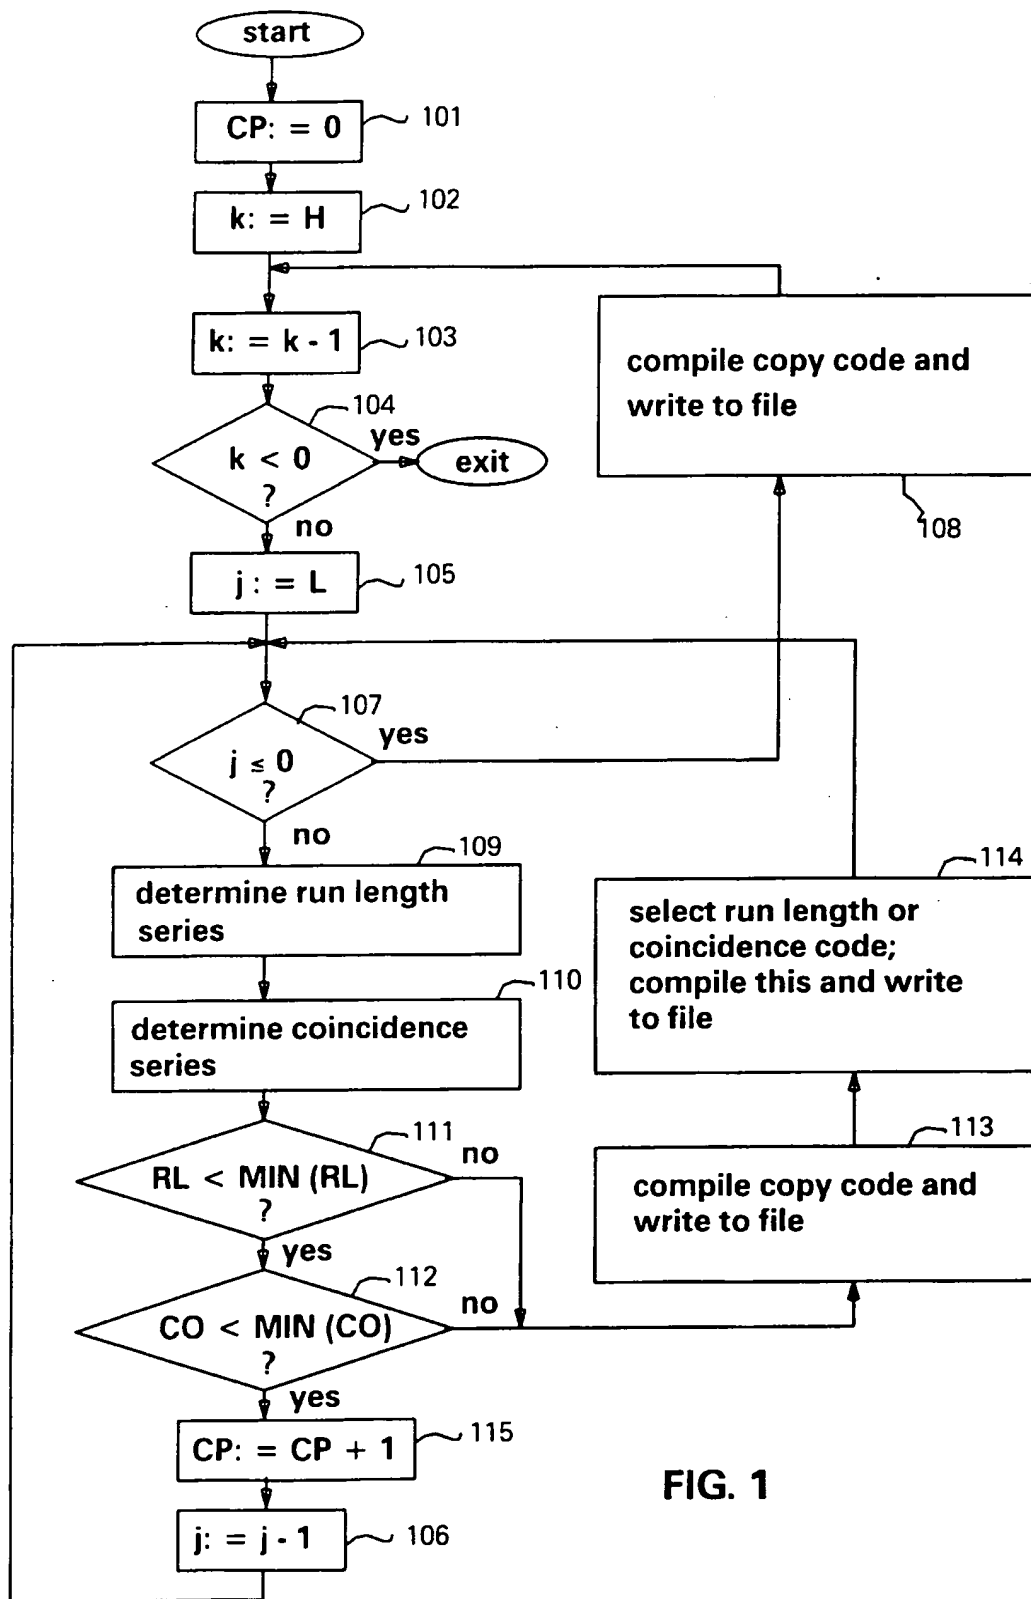 start
CP: = 0
101
k: = H
102
k: = k - 1
103
104
k < 0
?
yes
exit
no
compile copy code and
write to file
108
j : = L
105
107
j ≤ 0
?
yes
no
109
determine run length
series
110
determine coincidence
series
114
select run length or
coincidence code;
compile this and write
to file
111
RL < MIN (RL)
?
no
yes
113
compile copy code and
write to file
112
CO < MIN (CO)
?
no
yes
CP: = CP + 1
115
j: = j - 1
106
FIG. 1